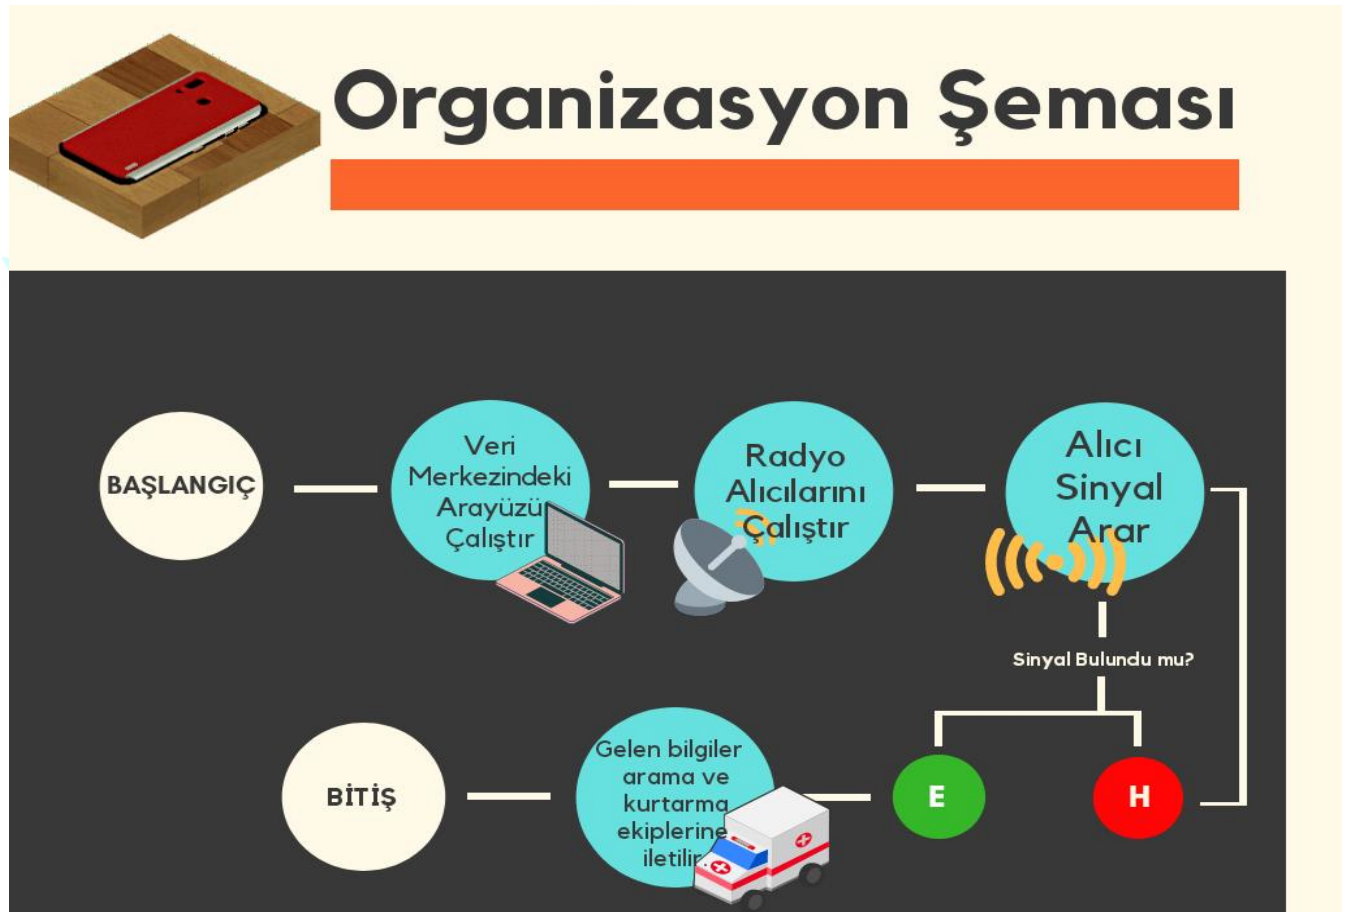 Organizasyon Şeması
BAŞLANGIÇ
Veri
Merkezindeki
Arayüzü
Çalıştır
Radyo
Alıcılarını
Çalıştır
Alıcı
Sinyal
Arar
Sinyal Bulundu mu?
E
H
Gelen bilgiler
arama ve
kurtarma
ekiplerine
iletilir.
BİTİŞ